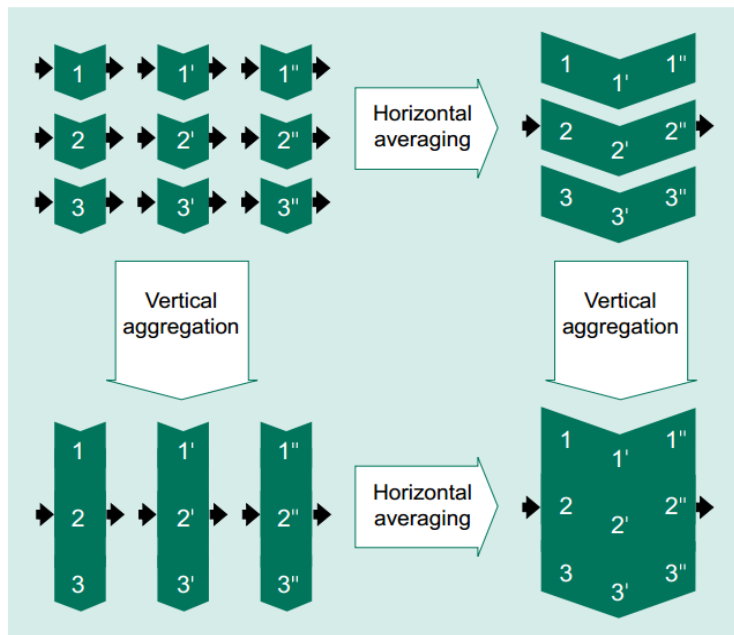 1 1' 1"
2 2' 2"
3 3' 3"
Horizontal
averaging
1 1' 1"
2 2' 2"
3 3' 3"
Vertical
aggregation
Vertical
aggregation
1 1' 1"
2 2' 2"
3 3' 3"
Horizontal
averaging
1 1' 1"
2 2' 2"
3 3' 3"